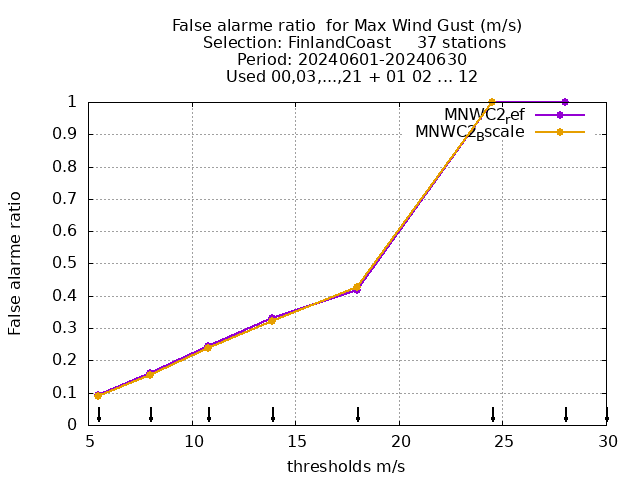 False alarme ratio  for Max Wind Gust (m/s)
Selection: FinlandCoast     37 stations
Period: 20240601-20240630
Used 00,03,...,21 + 01 02 ... 12
MNWC2ref
MNWC2Bscale
False alarme ratio
1
0.9
0.8
0.7
0.6
0.5
0.4
0.3
0.2
0.1
0
5 10 15 20 25 30
thresholds m/s